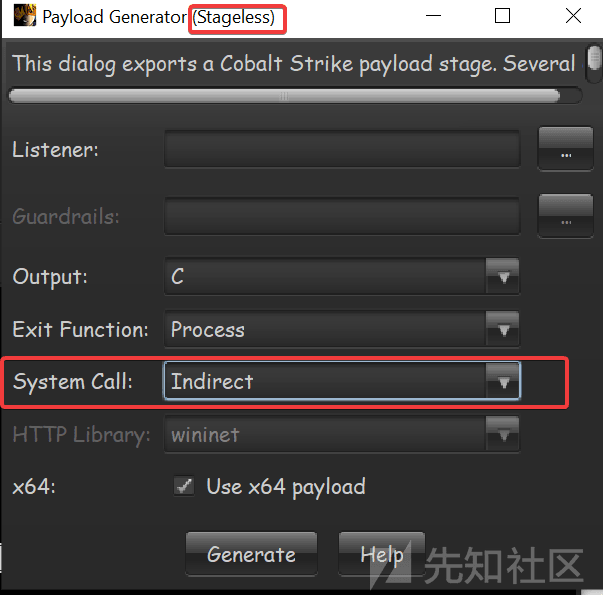 Payload Generator (Stageless)
This dialog exports a Cobalt Strike payload stage. Several
Listener:
...
Guardrails:
...
Output: C
Exit Function: Process
System Call: Indirect
HTTP Library: wininet
x64: Use x64 payload
Generate Help
先知社区